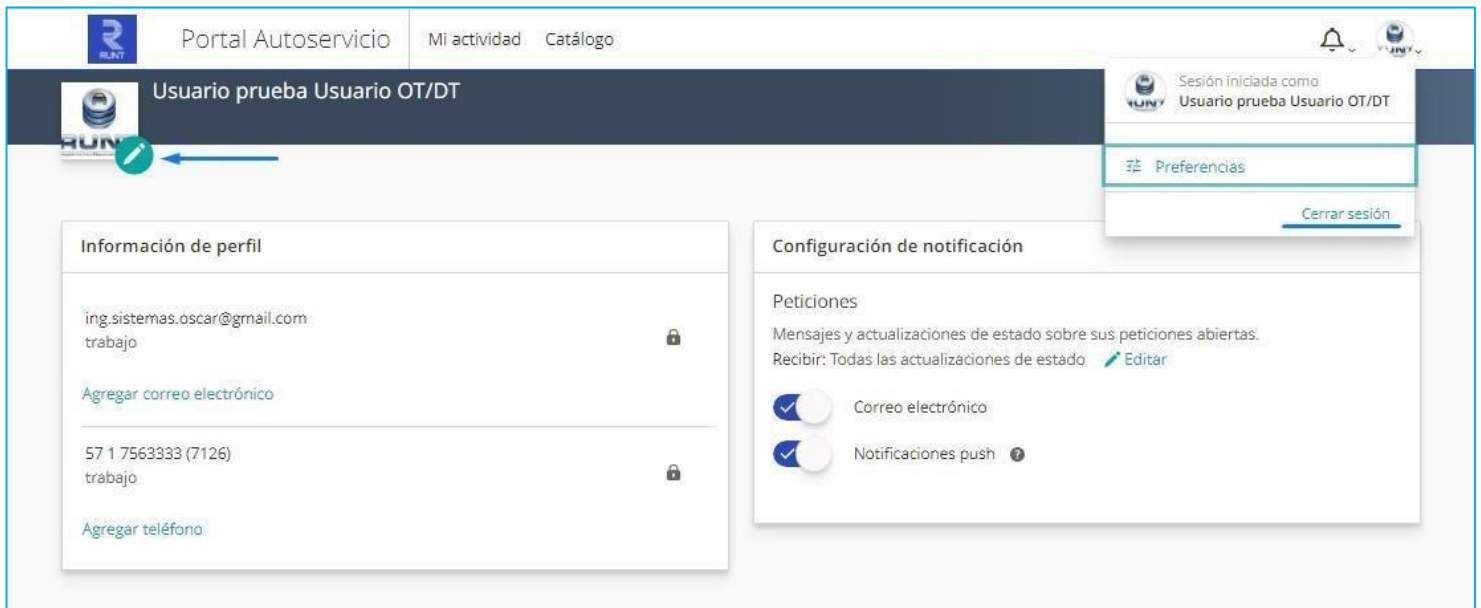 RUNT
Portal Autoservicio
Mi actividad
Catálogo
Usuario prueba Usuario OT/DT
RUNT
Sesión iniciada como
Usuario prueba Usuario OT/DT
Preferencias
Cerrar sesión
Información de perfil
ing.sistemas.oscar@gmail.com
trabajo
Agregar correo electrónico
57 1 7563333 (7126)
trabajo
Agregar teléfono
Configuración de notificación
Peticiones
Mensajes y actualizaciones de estado sobre sus peticiones abiertas.
Recibir: Todas las actualizaciones de estado Editar
Correo electrónico
Notificaciones push